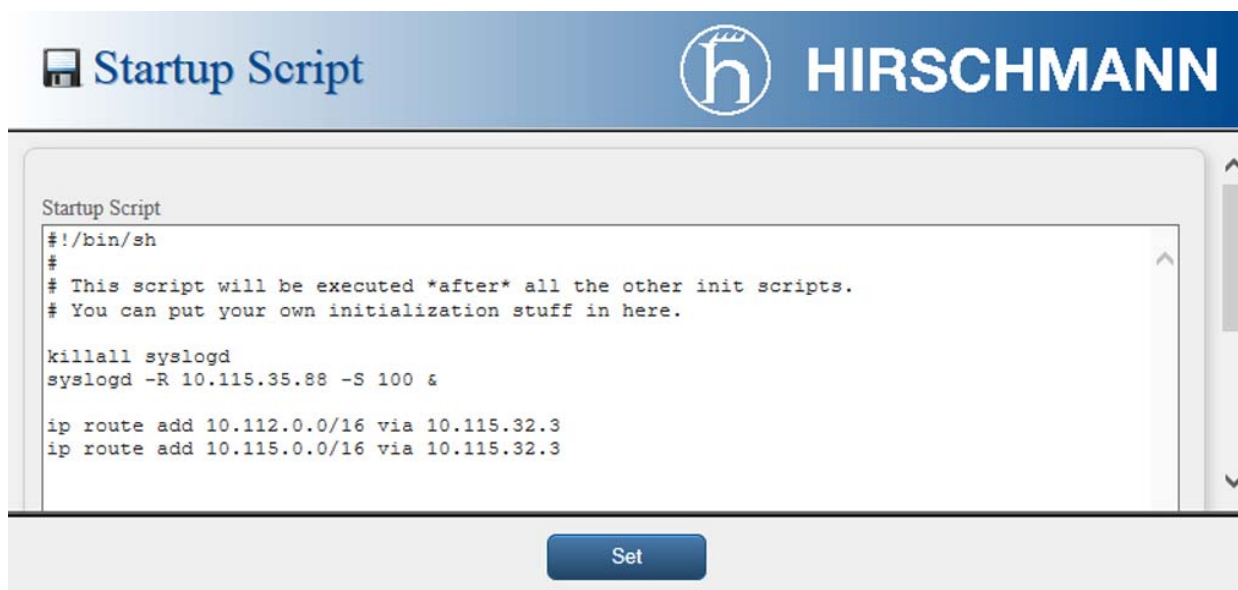 Startup Script
HIRSCHMANN
Startup Script
#!/bin/sh
#
# This script will be executed *after* all the other init scripts.
# You can put your own initialization stuff in here.
killall syslogd
syslogd -R 10.115.35.88 -S 100 &
ip route add 10.112.0.0/16 via 10.115.32.3
ip route add 10.115.0.0/16 via 10.115.32.3
Set